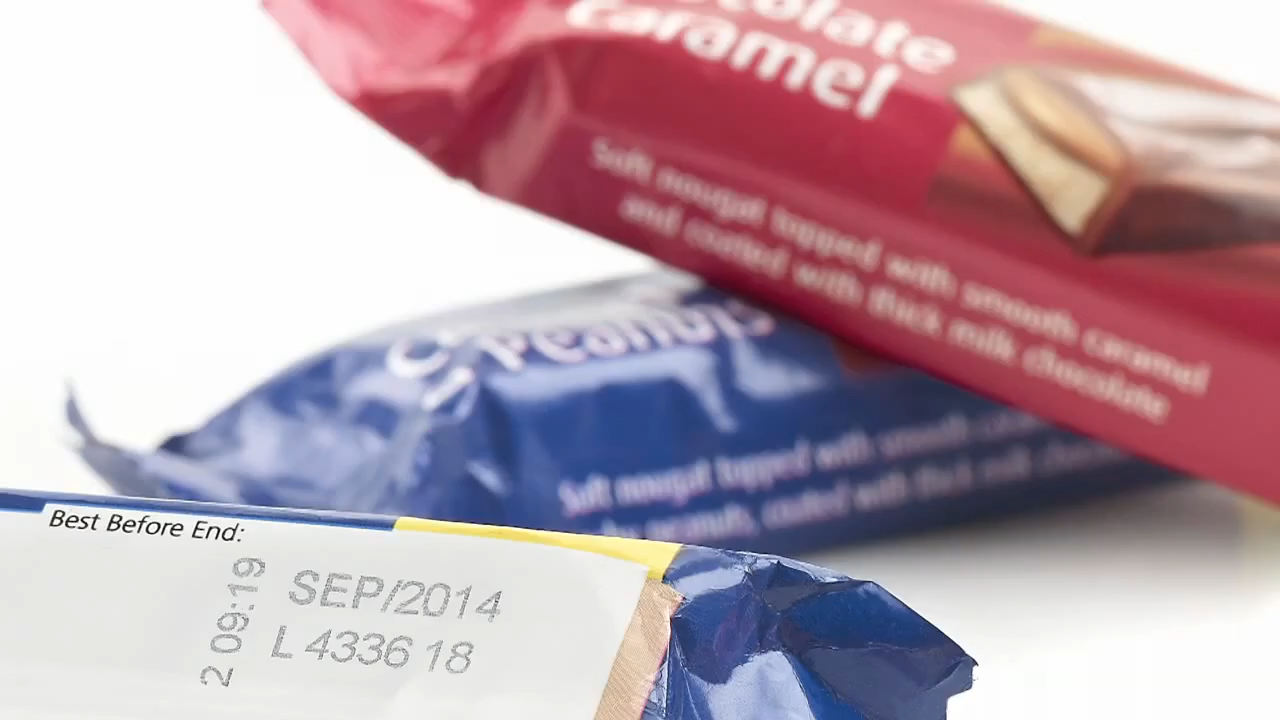 caramel
Soft nougat topped with smooth caramel
and coated with thick milk chocolate
Peanuts
Soft nougat topped with smooth
peanuts, coated with thick milk
Best Before End:
2 09:19
SEP/2014
L 4336 18